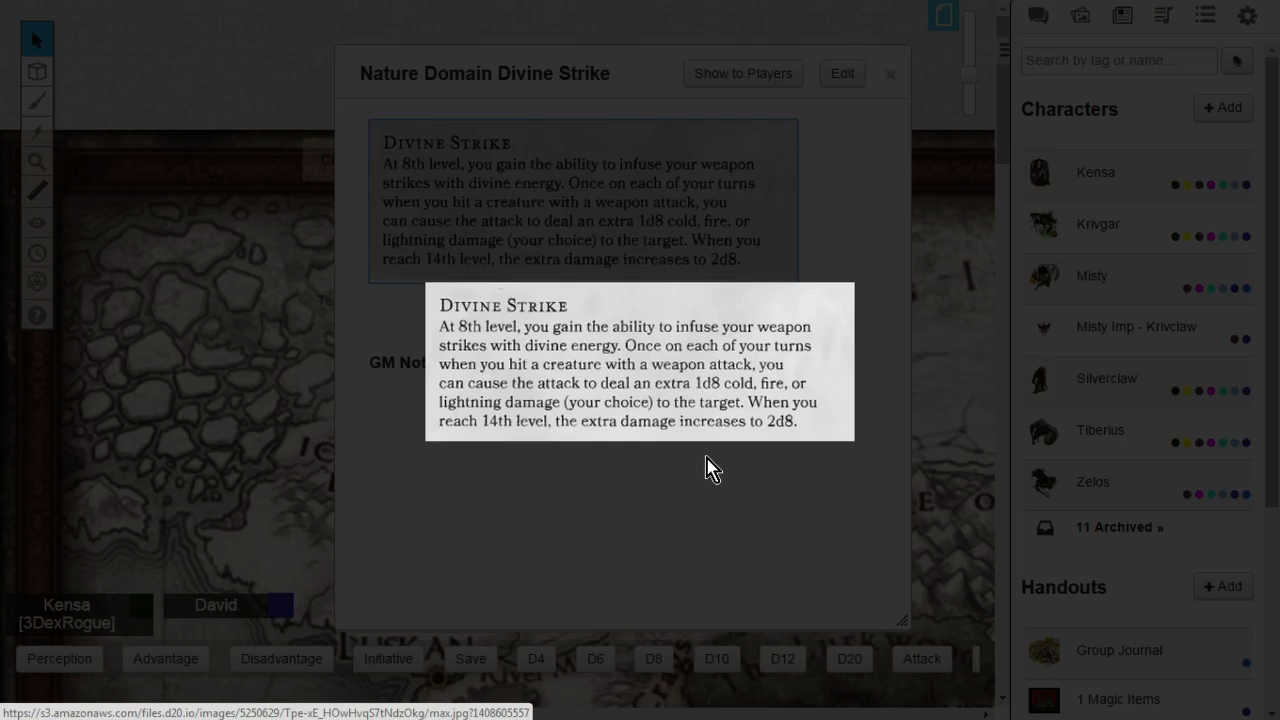 Nature Domain Divine Strike
Show to Players
Edit
DIVINE STRIKE
At 8th level, you gain the ability to infuse your weapon
strikes with divine energy. Once on each of your turns
when you hit a creature with a weapon attack, you
can cause the attack to deal an extra 1d8 cold, fire, or
lightning damage (your choice) to the target. When you
reach 14th level, the extra damage increases to 2d8.
GM Not
DIVINE STRIKE
At 8th level, you gain the ability to infuse your weapon
strikes with divine energy. Once on each of your turns
when you hit a creature with a weapon attack, you
can cause the attack to deal an extra 1d8 cold, fire, or
lightning damage (your choice) to the target. When you
reach 14th level, the extra damage increases to 2d8.
Search by tag or name...
Characters
+ Add
Kensa
Krivgar
Misty
Misty Imp - Krivclaw
Silverclaw
Tiberius
Zelos
11 Archived »
Handouts
+ Add
Group Journal
1 Magic Items
Kensa
[3DexRogue]
David
Perception
Advantage
Disadvantage
Initiative
Save
D4
D6
D8
D10
D12
D20
Attack
https://s3.amazonaws.com/files.d20.io/images/5250629/Tpe-xE_HOwHvqS7tNdzOkg/max.jpg?1408605557